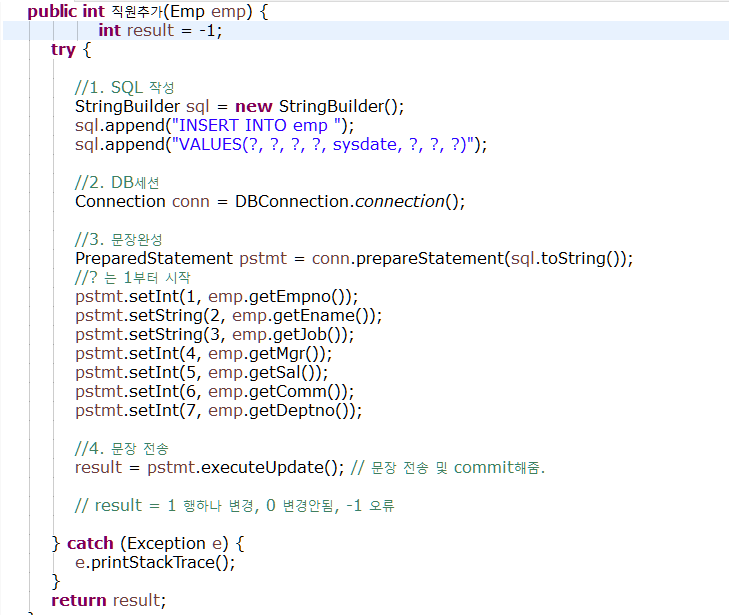 public int 직원추가(Emp emp) {
int result = -1;
try {
//1. SQL 작성
StringBuilder sql = new StringBuilder();
sql.append("INSERT INTO emp ");
sql.append("VALUES(?, ?, ?, ?, sysdate, ?, ?, ?)");
//2. DB세션
Connection conn = DBConnection.connection();
//3. 문장완성
PreparedStatement pstmt = conn.prepareStatement(sql.toString());
//? 는 1부터 시작
pstmt.setInt(1, emp.getEmpno());
pstmt.setString(2, emp.getEname());
pstmt.setString(3, emp.getJob());
pstmt.setInt(4, emp.getMgr());
pstmt.setInt(5, emp.getSal());
pstmt.setInt(6, emp.getComm());
pstmt.setInt(7, emp.getDeptno());
//4. 문장 전송
result = pstmt.executeUpdate(); // 문장 전송 및 commit해줌.
// result = 1 행하나 변경, 0 변경안됨, -1 오류
} catch (Exception e) {
e.printStackTrace();
}
return result;